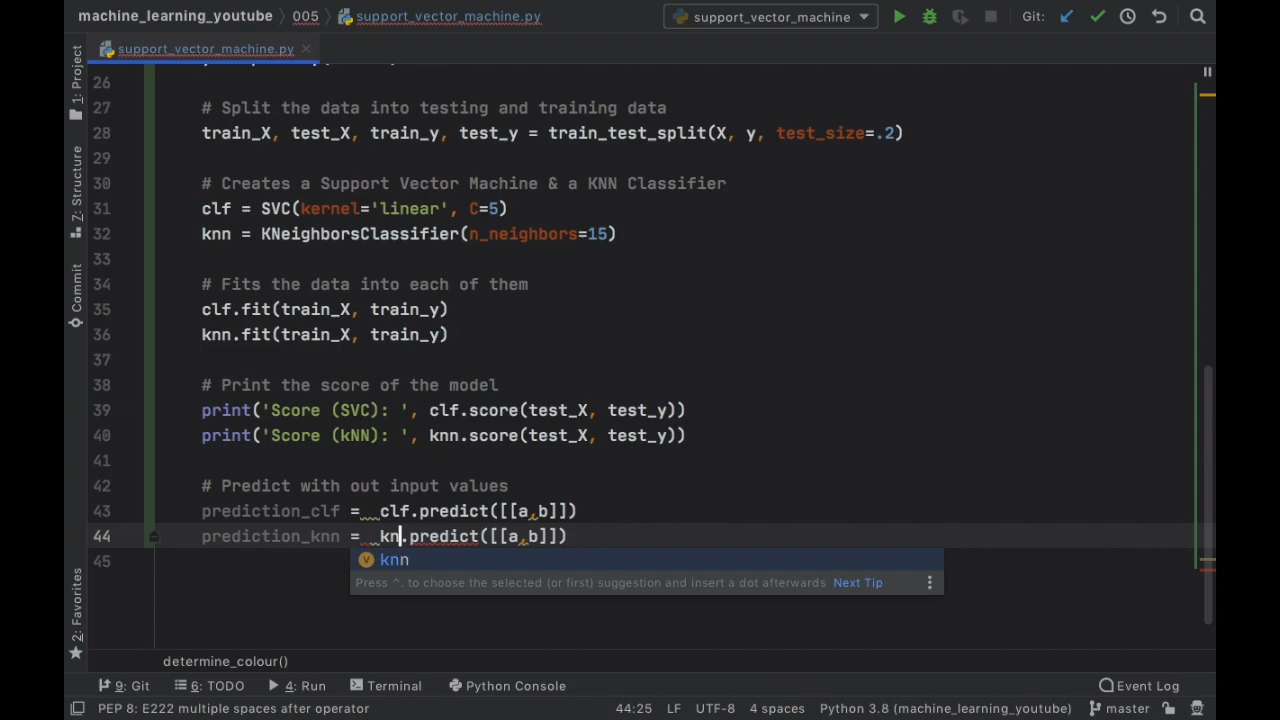 machine_learning_youtube 005 support_vector_machine.py support_vector_machine Git:
support_vector_machine.py
1: Project
7: Structure
Commit
2: Favorites
26
27 # Split the data into testing and training data
28 train_X, test_X, train_y, test_y = train_test_split(X, y, test_size=.2)
29
30 # Creates a Support Vector Machine & a KNN Classifier
31 clf = SVC(kernel='linear', C=5)
32 knn = KNeighborsClassifier(n_neighbors=15)
33
34 # Fits the data into each of them
35 clf.fit(train_X, train_y)
36 knn.fit(train_X, train_y)
37
38 # Print the score of the model
39 print('Score (SVC): ', clf.score(test_X, test_y))
40 print('Score (kNN): ', knn.score(test_X, test_y))
41
42 # Predict with out input values
43 prediction_clf =  clf.predict([[a,b]])
44 prediction_knn =  kn.predict([[a,b]])
V knn
45
Press ^. to choose the selected (or first) suggestion and insert a dot afterwards Next Tip
determine_colour()
9: Git 6: TODO 4: Run Terminal Python Console Event Log
PEP 8: E222 multiple spaces after operator 44:25 LF UTF-8 4 spaces Python 3.8 (machine_learning_youtube) master